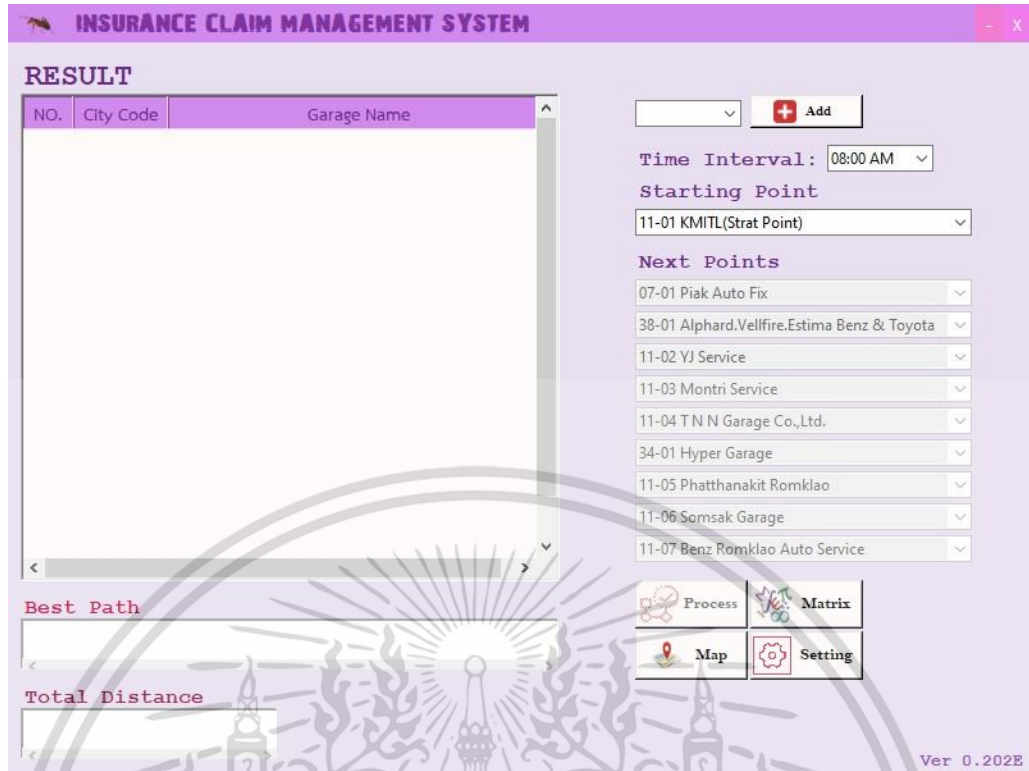 INSURANCE CLAIM MANAGEMENT SYSTEM
- X
RESULT
NO. City Code Garage Name
Add
Time Interval: 08:00 AM
Starting Point
11-01 KMITL(Strat Point)
Next Points
07-01 Piak Auto Fix
38-01 Alphard.Vellfire.Estima Benz & Toyota
11-02 YJ Service
11-03 Montri Service
11-04 T N N Garage Co.,Ltd.
34-01 Hyper Garage
11-05 Phatthanakit Romklao
11-06 Somsak Garage
11-07 Benz Romklao Auto Service
Process Matrix
Map Setting
Best Path
Total Distance
Ver 0.202E